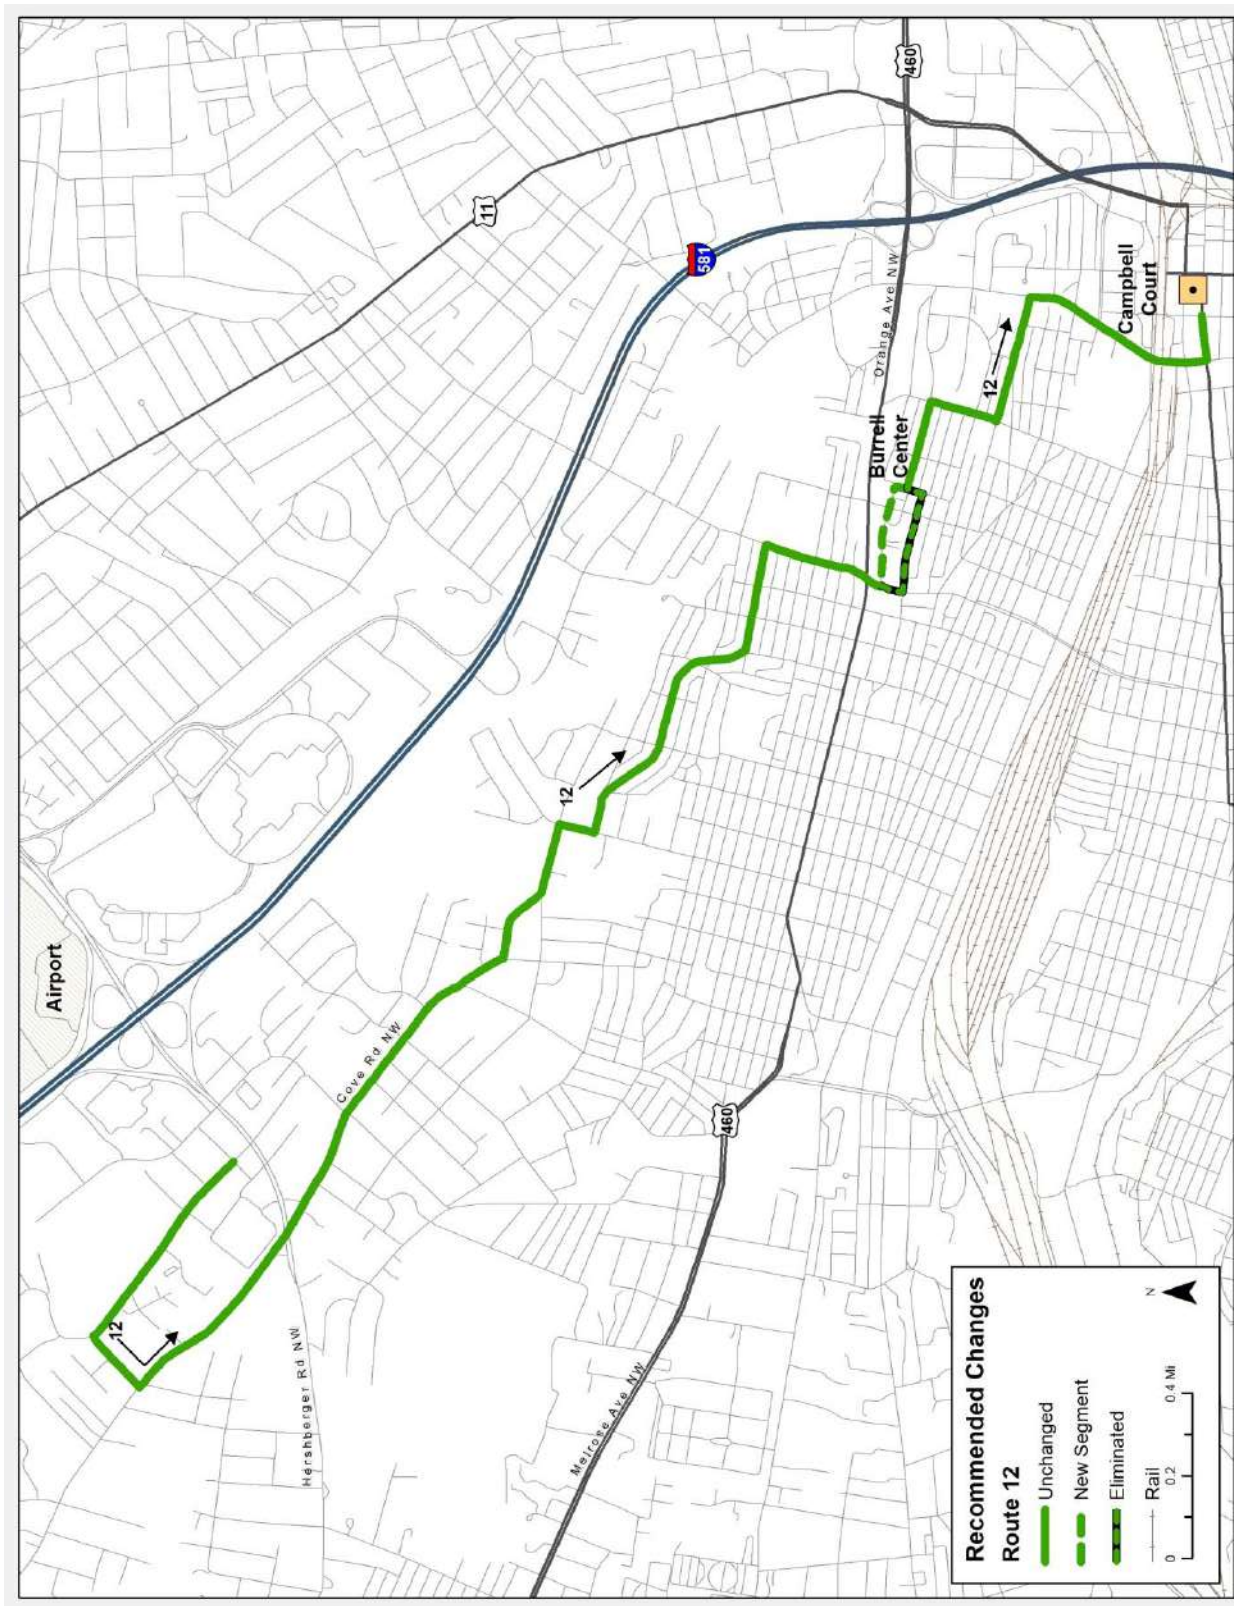 Airport
11
581
460
Orange Ave NW
Cove Rd NW
12
12
Burrell
Center
12
Campbell
Court
Hershberger Rd NW
460
Melrose Ave NW
Recommended Changes
Route 12
Unchanged
New Segment
Eliminated
Rail
0 0.2 0.4 Mi
N